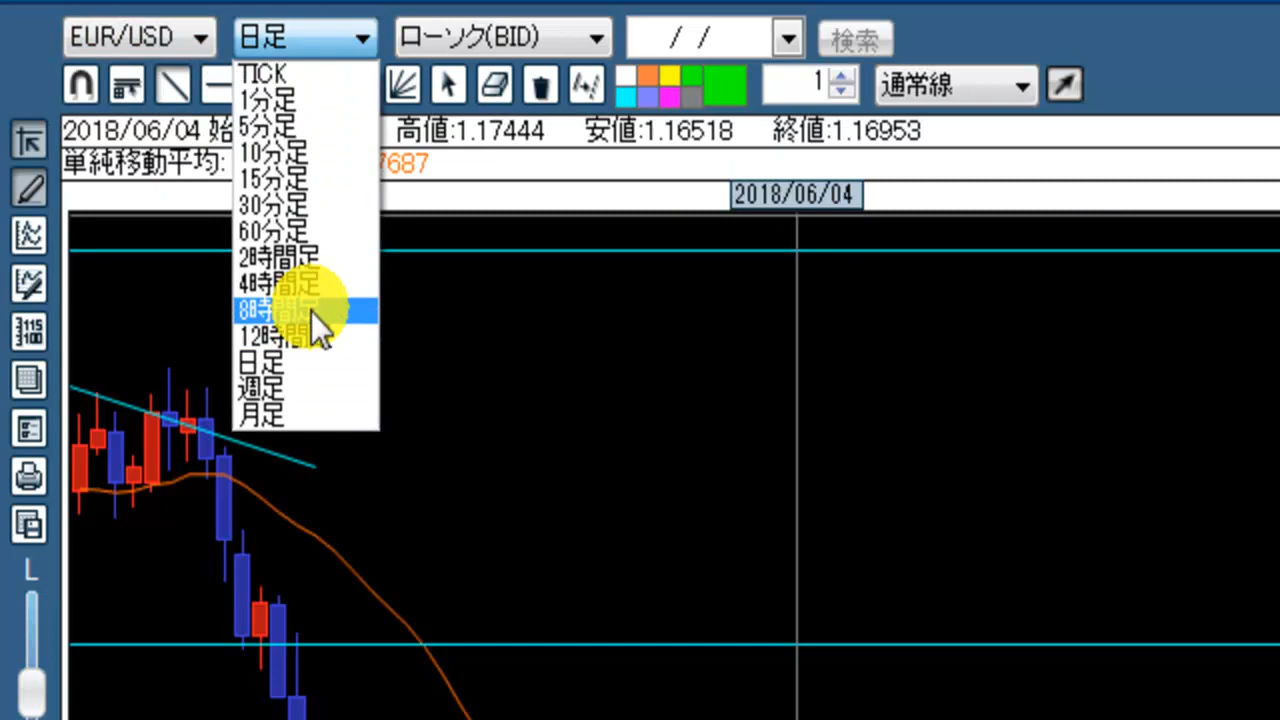 EUR/USD 日足 ローソク(BID) / / 検索
1 通常線
2018/06/04 始 高値:1.17444 安値:1.16518 終値:1.16953
単純移動平均: 7687
2018/06/04
TICK
1分足
5分足
10分足
15分足
30分足
60分足
2時間足
4時間足
8時間足
12時間
日足
週足
月足
115
100
L